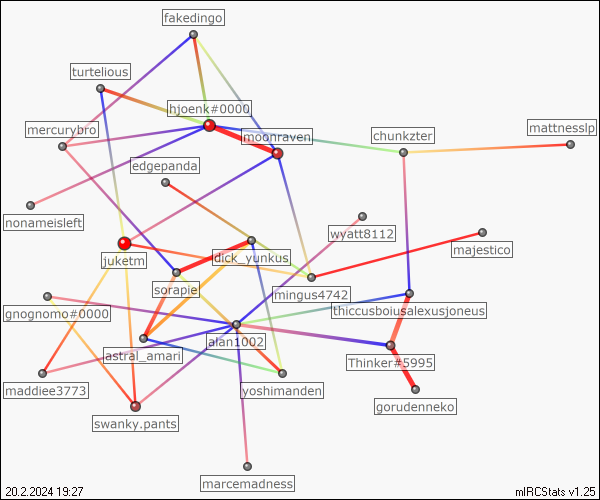 fakedingo
turtelious
hjoenk#0000
mercurybro
moonraven
chunkzter
mattnesslp
edgepanda
nonameisleft
wyatt8112
majestico
juketm
dick_yunkus
sorapie
mingus4742
gnognomo#0000
thiccusboiusalexusjoneus
alan1002
astral_amari
Thinker#5995
maddiee3773
yoshimanden
gorudenneko
swanky.pants
marcemadness
20.2.2024 19:27
mIRCStats v1.25